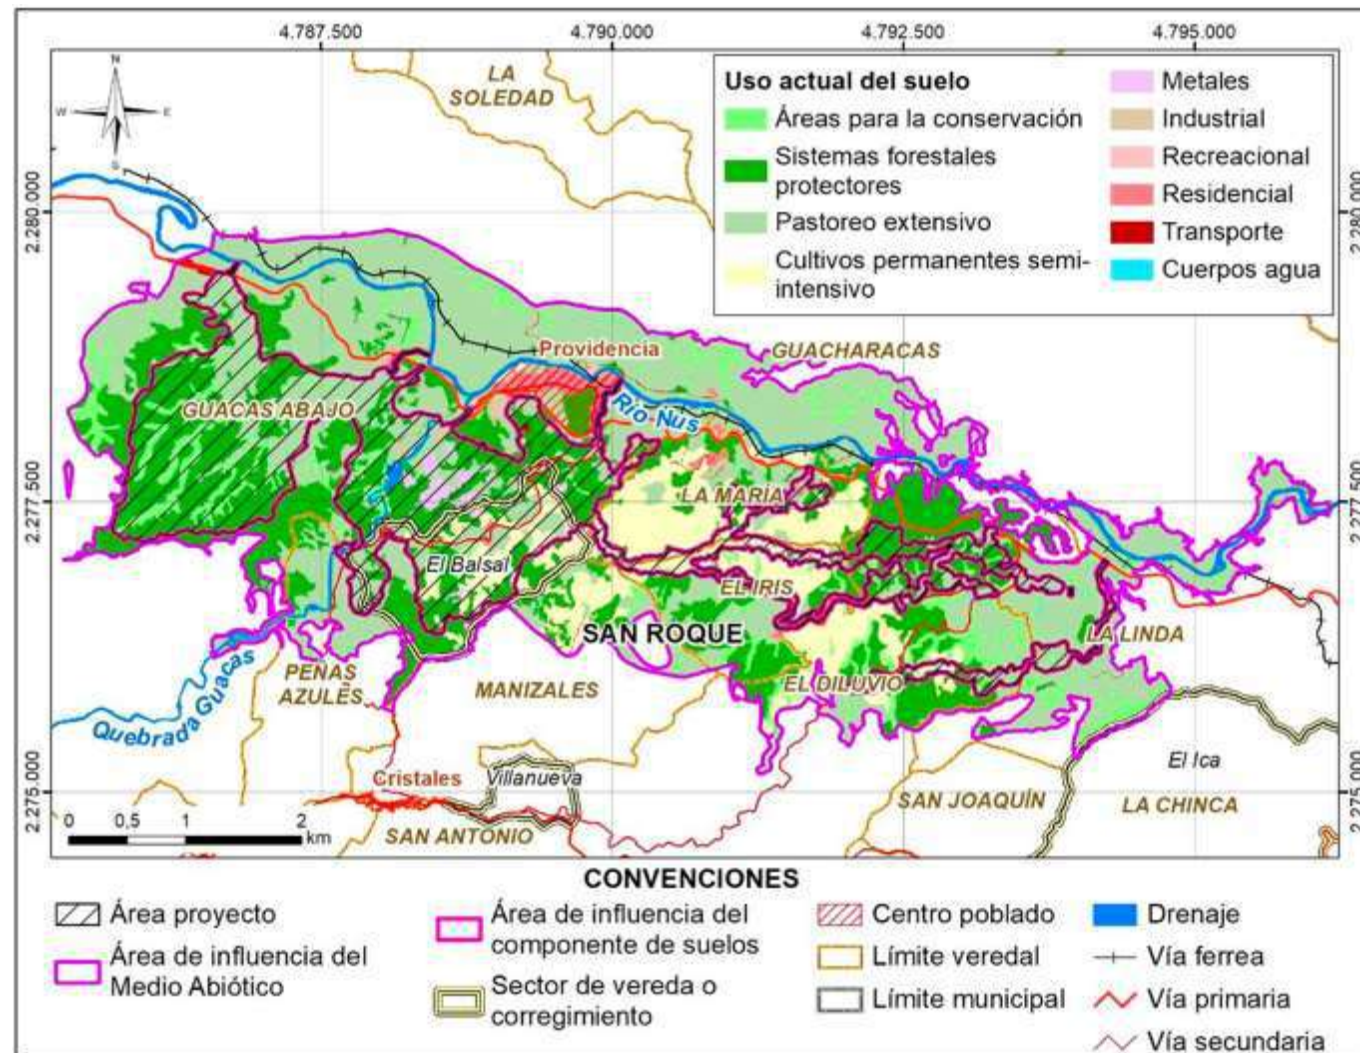 4.787.500
4.790.000
4.792.500
4.795.000
N
W
E
S
LA
SOLEDAD
Uso actual del suelo
Áreas para la conservación
Sistemas forestales
protectores
Pastoreo extensivo
Cultivos permanentes semi-
intensivo
Metales
Industrial
Recreacional
Residencial
Transporte
Cuerpos agua
2.280.000
2.280.000
Providencia
GUACHARACAS
GUACAS ABAJO
Río Nus
2.277.500
2.277.500
LA MARÍA
El Balsal
EL IRIS
SAN ROQUE
LA LINDA
PEÑAS
AZULES
MANIZALES
EL DILUVIO
Quebrada Guacas
El Ica
Cristales
Villanueva
2.275.000
2.275.000
SAN JOAQUÍN
LA CHINCA
SAN ANTONIO
0
0,5
1
2
km
CONVENCIONES
Área proyecto
Área de influencia del
Medio Abiótico
Área de influencia del
componente de suelos
Sector de vereda o
corregimiento
Centro poblado
Límite veredal
Límite municipal
Drenaje
Vía ferrea
Vía primaria
Vía secundaria